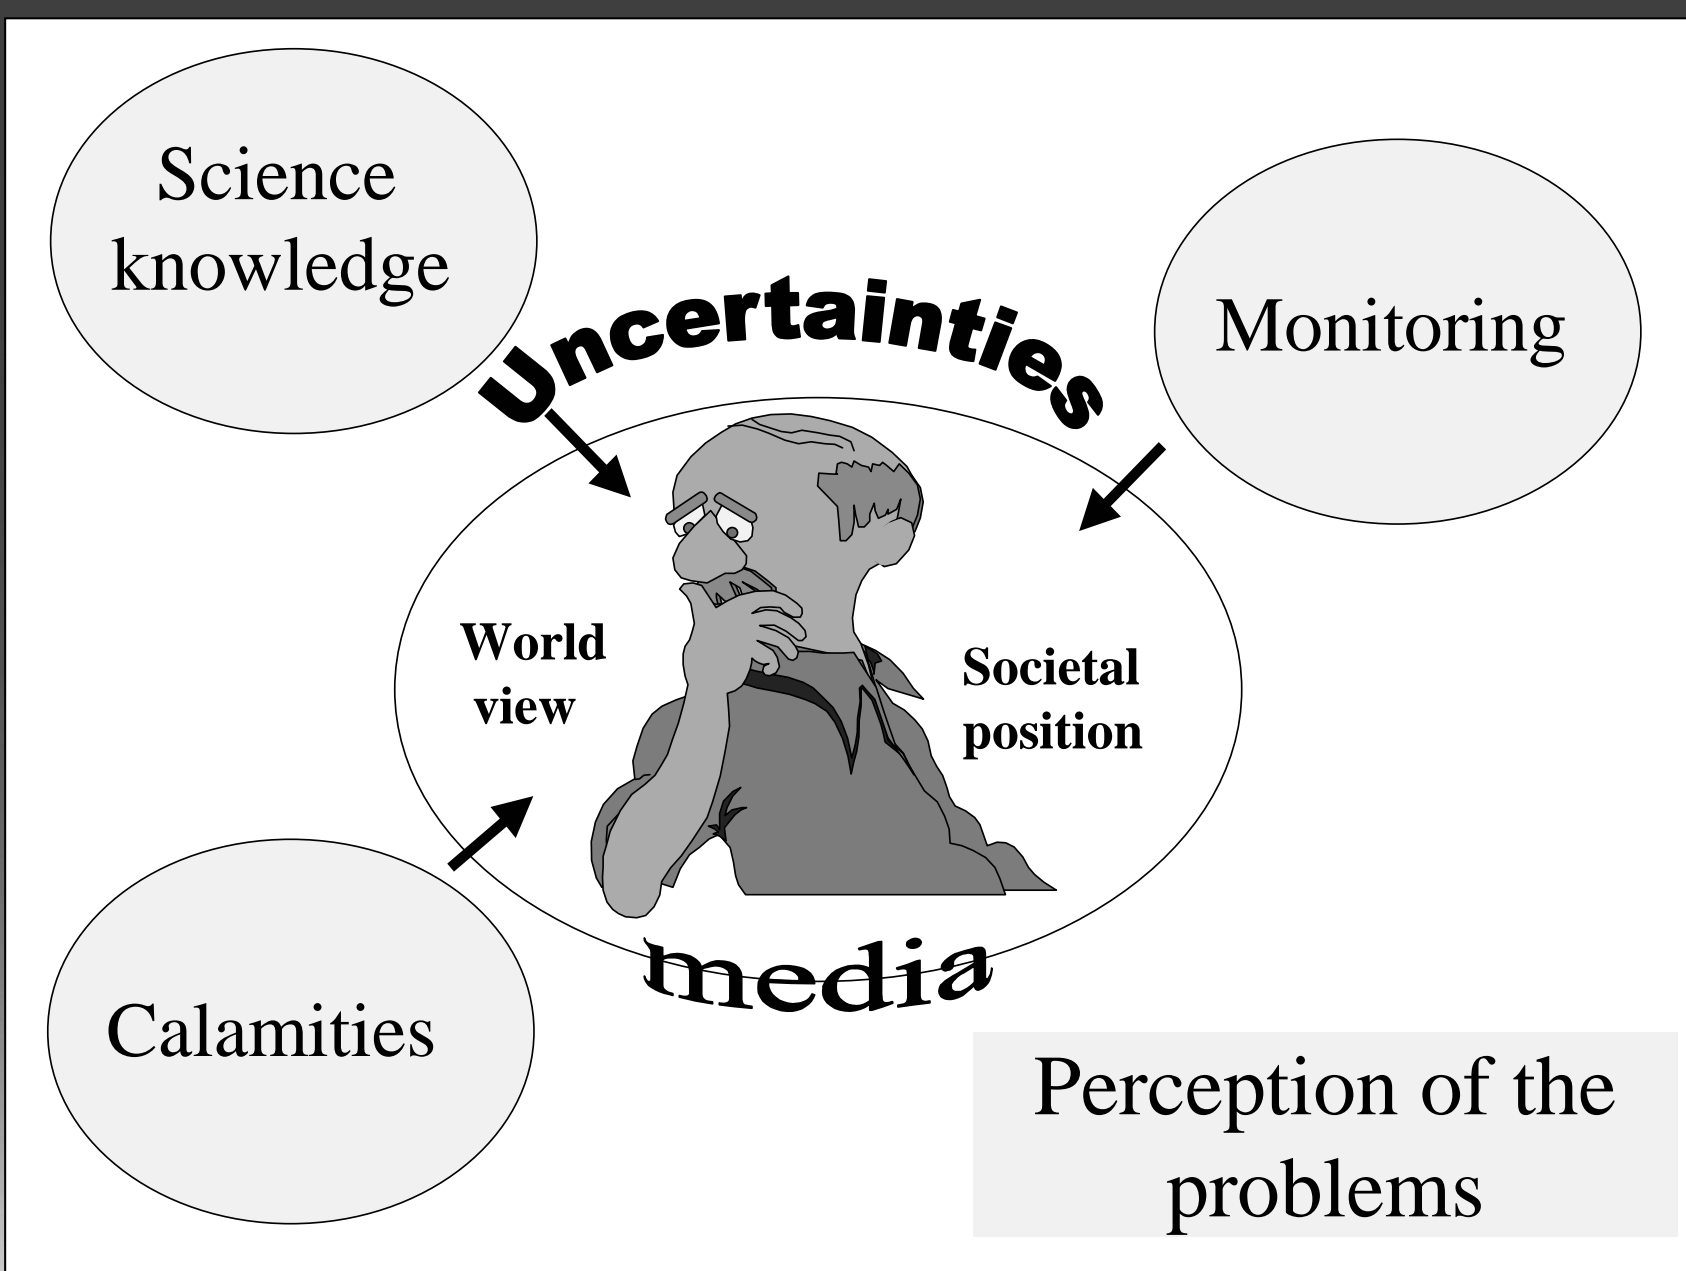 Science
knowledge
Monitoring
Uncertainties
World
view
Societal
position
media
Calamities
Perception of the
problems